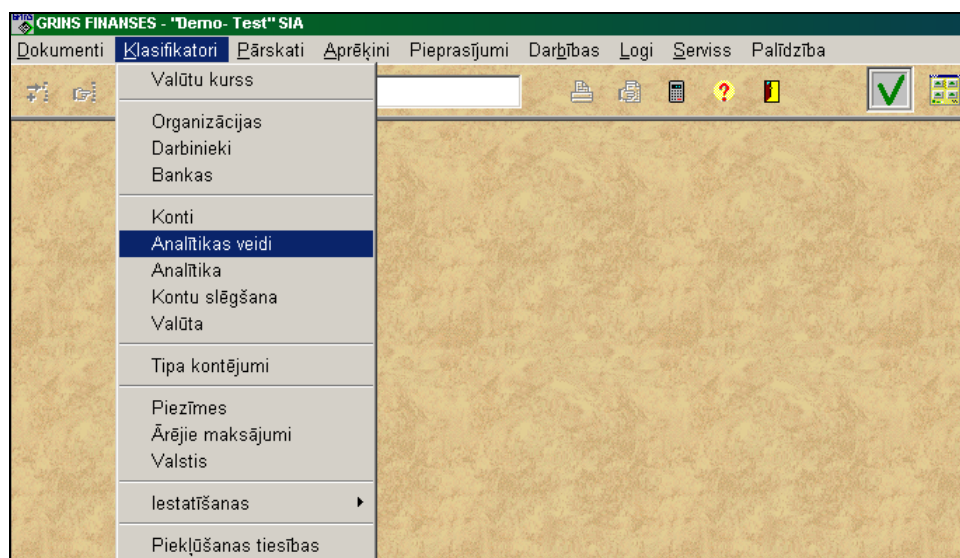 GRINS FINANSES - "Demo- Test" SIA
Dokumenti Klasifikatori Pārskati Aprēķini Pieprasījumi Darbības Logi Serviss Palīdzība
Valūtu kurss
Organizācijas
Darbinieki
Bankas
Konti
Analītikas veidi
Analītika
Kontu slēgšana
Valūta
Tipa kontējumi
Piezīmes
Ārējie maksājumi
Valstis
Iestatīšanas
Piekļūšanas tiesības